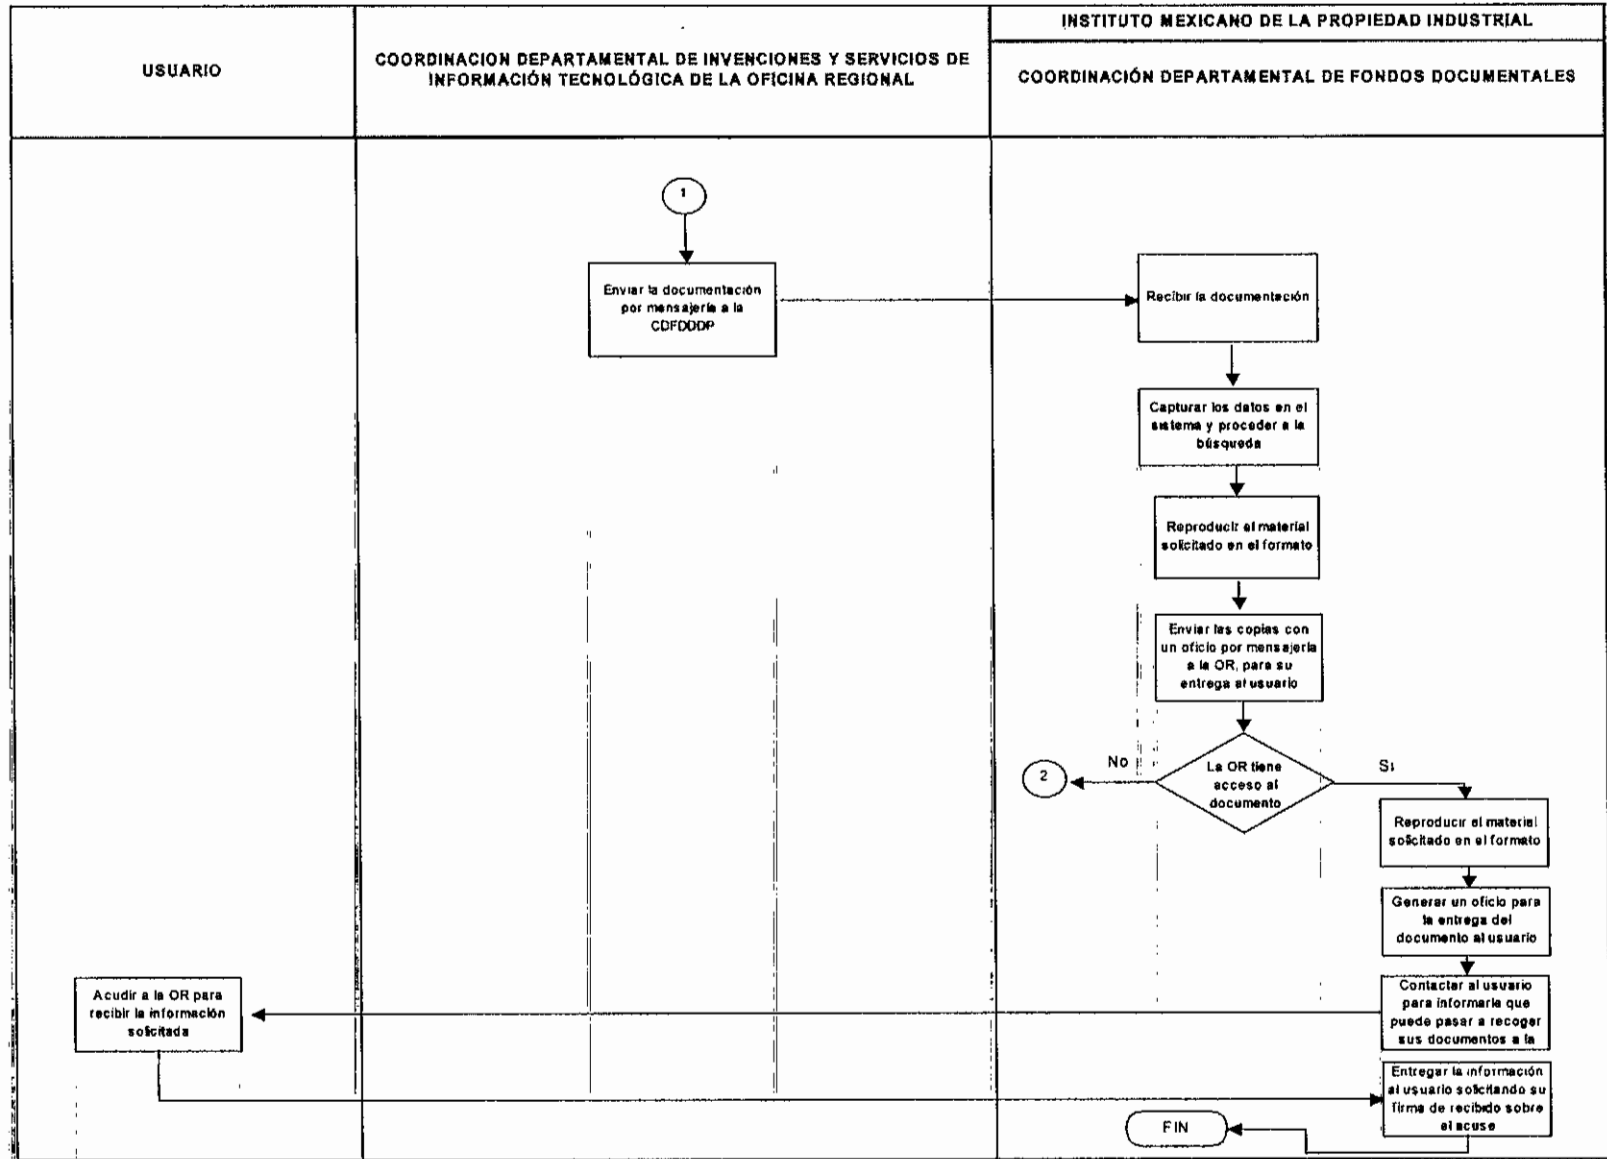 INSTITUTO MEXICANO DE LA PROPIEDAD INDUSTRIAL
USUARIO
COORDINACION DEPARTAMENTAL DE INVENCIONES Y SERVICIOS DE
INFORMACIÓN TECNOLÓGICA DE LA OFICINA REGIONAL
COORDINACIÓN DEPARTAMENTAL DE FONDOS DOCUMENTALES
1
Enviar la documentación
por mensajería a la
CDFDDDP
Recibir la documentación
Capturar los datos en el
sistema y proceder a la
búsqueda
Reproducir el material
solicitado en el formato
Enviar las copias con
un oficio por mensajería
a la OR, para su
entrega al usuario
La OR tiene
acceso al
documento
No
2
Si
Reproducir el material
solicitado en el formato
Generar un oficio para
la entrega del
documento al usuario
Contactar al usuario
para informarle que
puede pasar a recoger
sus documentos a la
Acudir a la OR para
recibir la información
solicitada
Entregar la información
al usuario solicitando su
firma de recibido sobre
el acuse
FIN